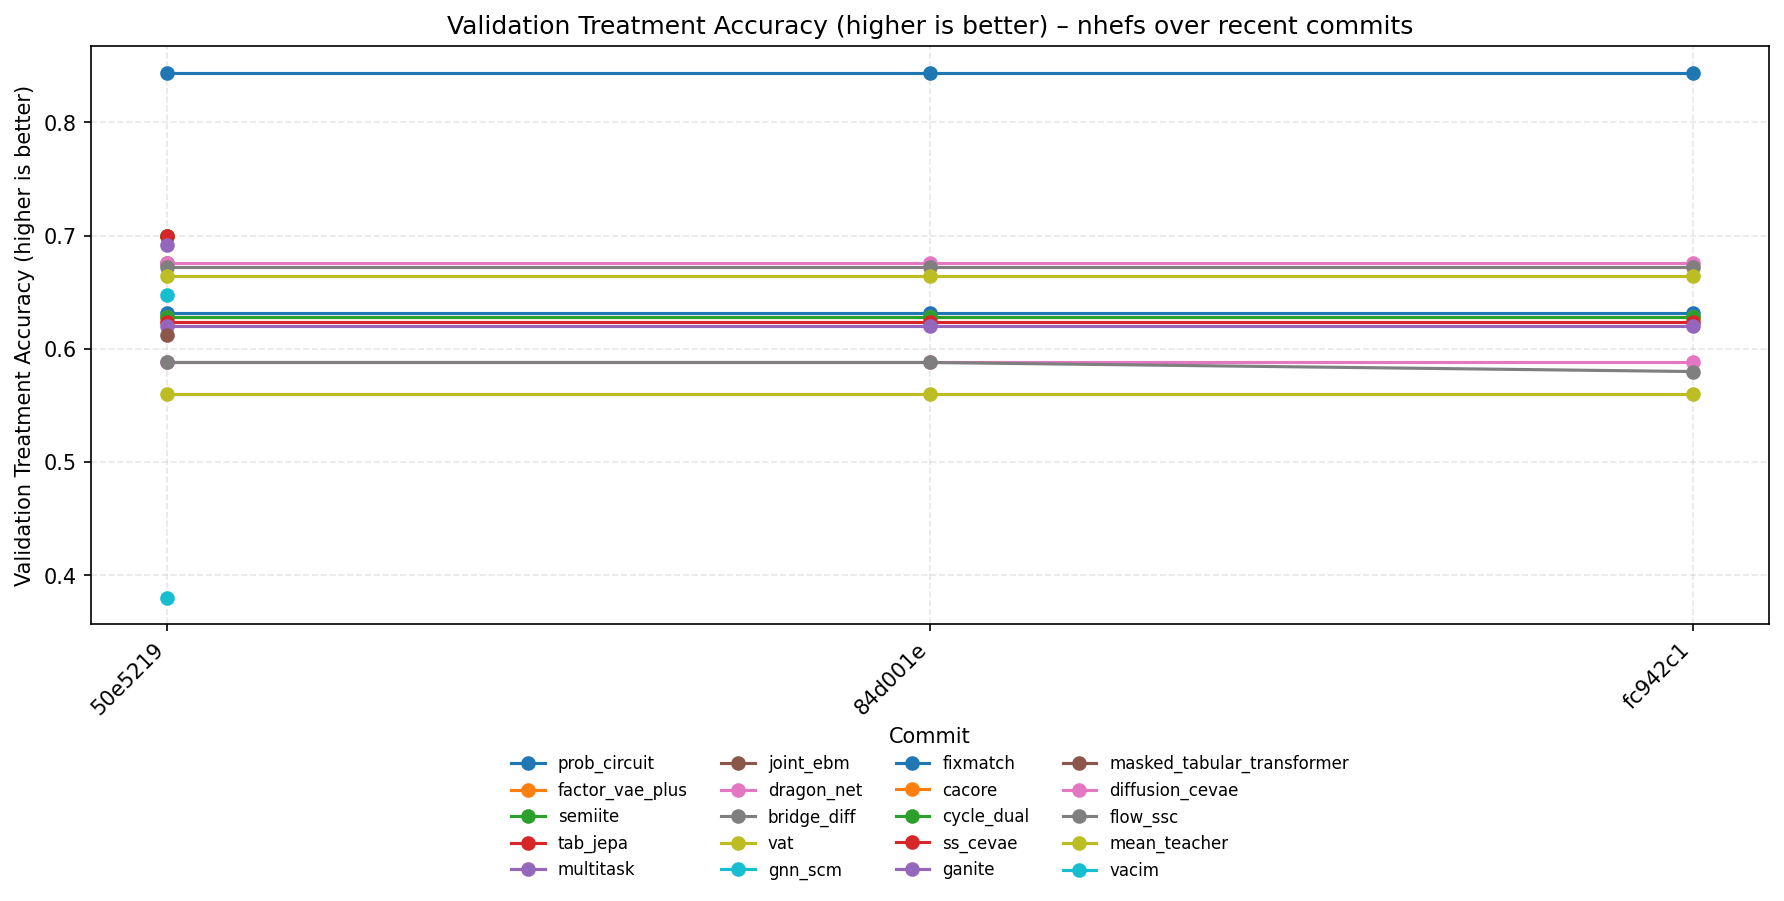 Validation Treatment Accuracy (higher is better) – nhefs over recent commits
Validation Treatment Accuracy (higher is better)
0.8
0.7
0.6
0.5
0.4
50e5219
84d001e
fc942c1
Commit
prob_circuit
factor_vae_plus
semiite
tab_jepa
multitask
joint_ebm
dragon_net
bridge_diff
vat
gnn_scm
fixmatch
cacore
cycle_dual
ss_cevae
ganite
masked_tabular_transformer
diffusion_cevae
flow_ssc
mean_teacher
vacim